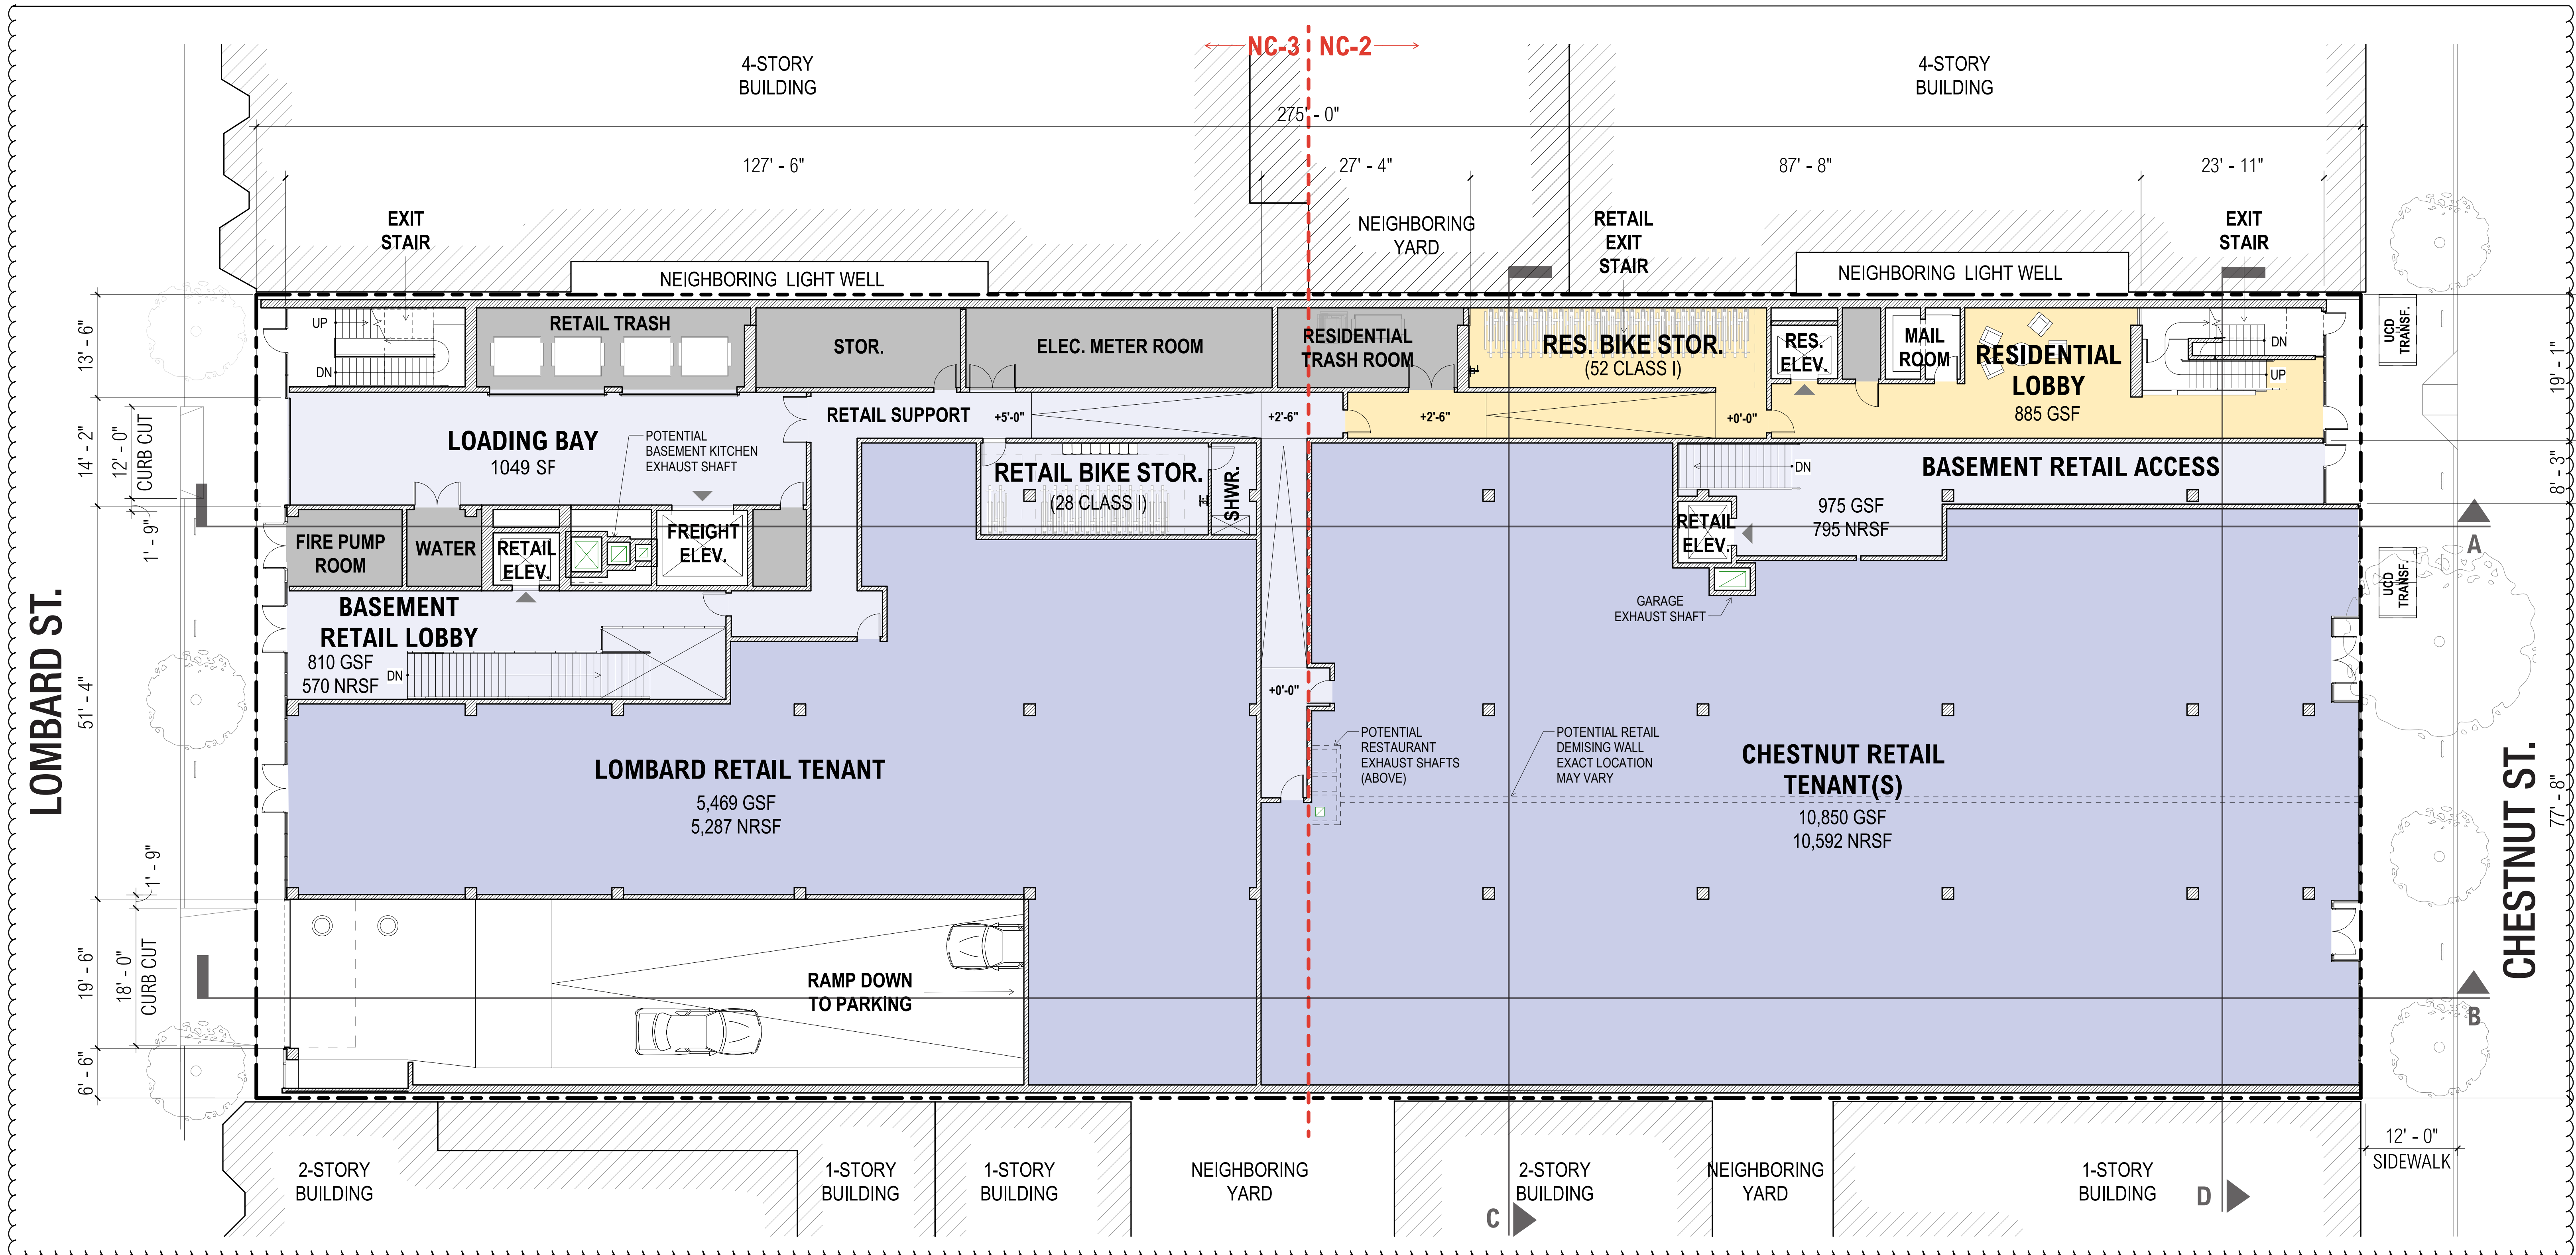 NC-3
NC-2
4-STORY
BUILDING
4-STORY
BUILDING
275' - 0"
127' - 6"
27' - 4"
87' - 8"
23' - 11"
EXIT
STAIR
NEIGHBORING
YARD
RETAIL
EXIT
STAIR
EXIT
STAIR
NEIGHBORING LIGHT WELL
NEIGHBORING LIGHT WELL
UP
DN
RETAIL TRASH
STOR.
ELEC. METER ROOM
RESIDENTIAL
TRASH ROOM
RES. BIKE STOR.
(52 CLASS I)
RES.
ELEV.
MAIL
ROOM
RESIDENTIAL
LOBBY
885 GSF
DN
UP
UCD
TRANSF.
13' - 6"
19' - 1"
LOADING BAY
1049 SF
RETAIL SUPPORT
+5'-0"
+2'-6"
+2'-6"
+0'-0"
POTENTIAL
BASEMENT KITCHEN
EXHAUST SHAFT
14' - 2"
12' - 0"
CURB CUT
1' - 9"
RETAIL BIKE STOR.
(28 CLASS I)
SHWR.
DN
BASEMENT RETAIL ACCESS
975 GSF
795 NRSF
8' - 3"
FIRE PUMP
ROOM
WATER
RETAIL
ELEV.
FREIGHT
ELEV.
RETAIL
ELEV.
A
UCD
TRANSF.
GARAGE
EXHAUST SHAFT
BASEMENT
RETAIL LOBBY
810 GSF
570 NRSF
DN
+0'-0"
LOMBARD ST.
51' - 4"
LOMBARD RETAIL TENANT
5,469 GSF
5,287 NRSF
POTENTIAL
RESTAURANT
EXHAUST SHAFTS
(ABOVE)
POTENTIAL RETAIL
DEMISING WALL
EXACT LOCATION
MAY VARY
CHESTNUT RETAIL
TENANT(S)
10,850 GSF
10,592 NRSF
CHESTNUT ST.
77' - 8"
1' - 9"
19' - 6"
18' - 0"
CURB CUT
6' - 6"
RAMP DOWN
TO PARKING
B
2-STORY
BUILDING
1-STORY
BUILDING
1-STORY
BUILDING
NEIGHBORING
YARD
2-STORY
BUILDING
NEIGHBORING
YARD
1-STORY
BUILDING
12' - 0"
SIDEWALK
C
D